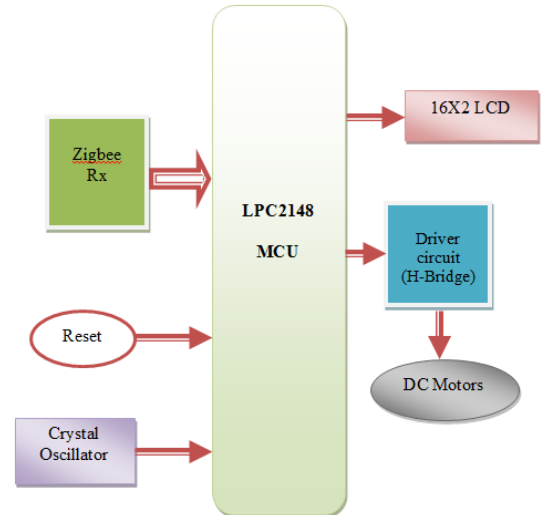 16X2 LCD
Zigbee
Rx
LPC2148
MCU
Driver
circuit
(H-Bridge)
Reset
DC Motors
Crystal
Oscillator